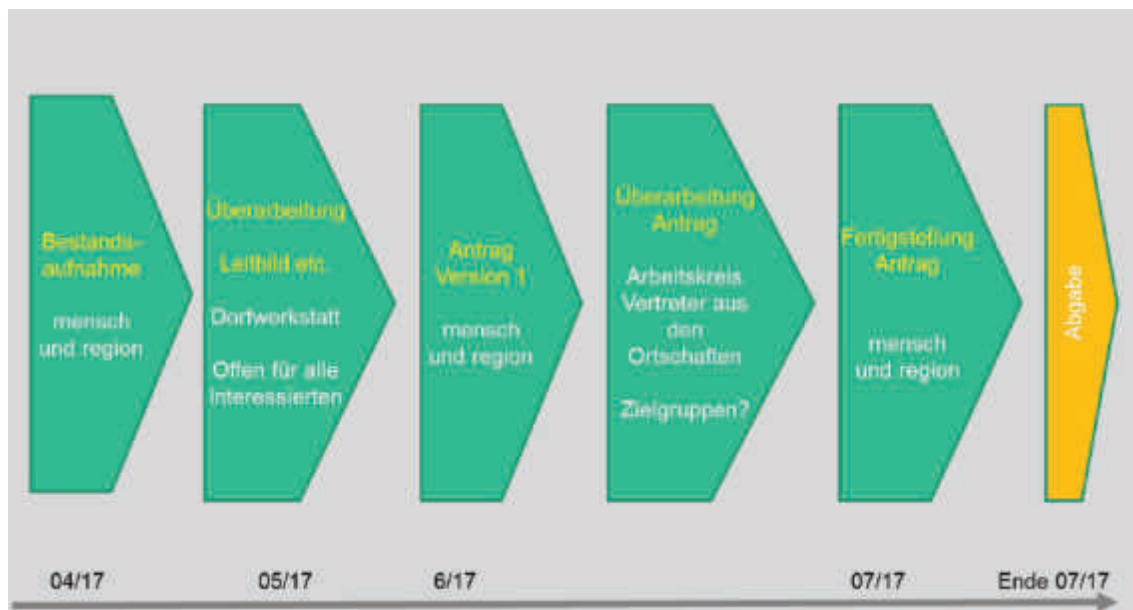 Bestands-
aufnahme
mensch
und region
Überarbeitung
Leitbild etc.
Dorfwerkstatt
Offen für alle
Interessierten
Antrag
Version 1
mensch
und region
Überarbeitung
Antrag
Arbeitskreis
Vertreter aus
den
Ortschaften
Zielgruppen?
Fertigstellung
Antrag
mensch
und region
Abgabe
04/17
05/17
6/17
07/17
Ende 07/17